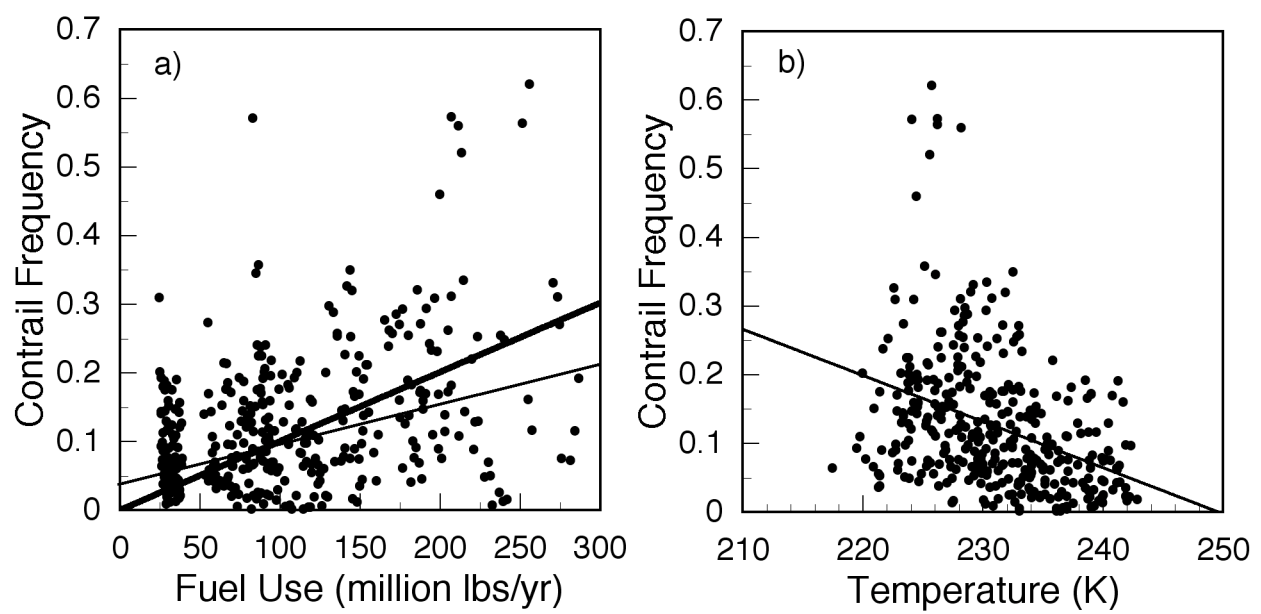 a)
Contrail Frequency
0.7
0.6
0.5
0.4
0.3
0.2
0.1
0
0 50 100 150 200 250 300
Fuel Use (million lbs/yr)
b)
Contrail Frequency
0.7
0.6
0.5
0.4
0.3
0.2
0.1
0
210 220 230 240 250
Temperature (K)